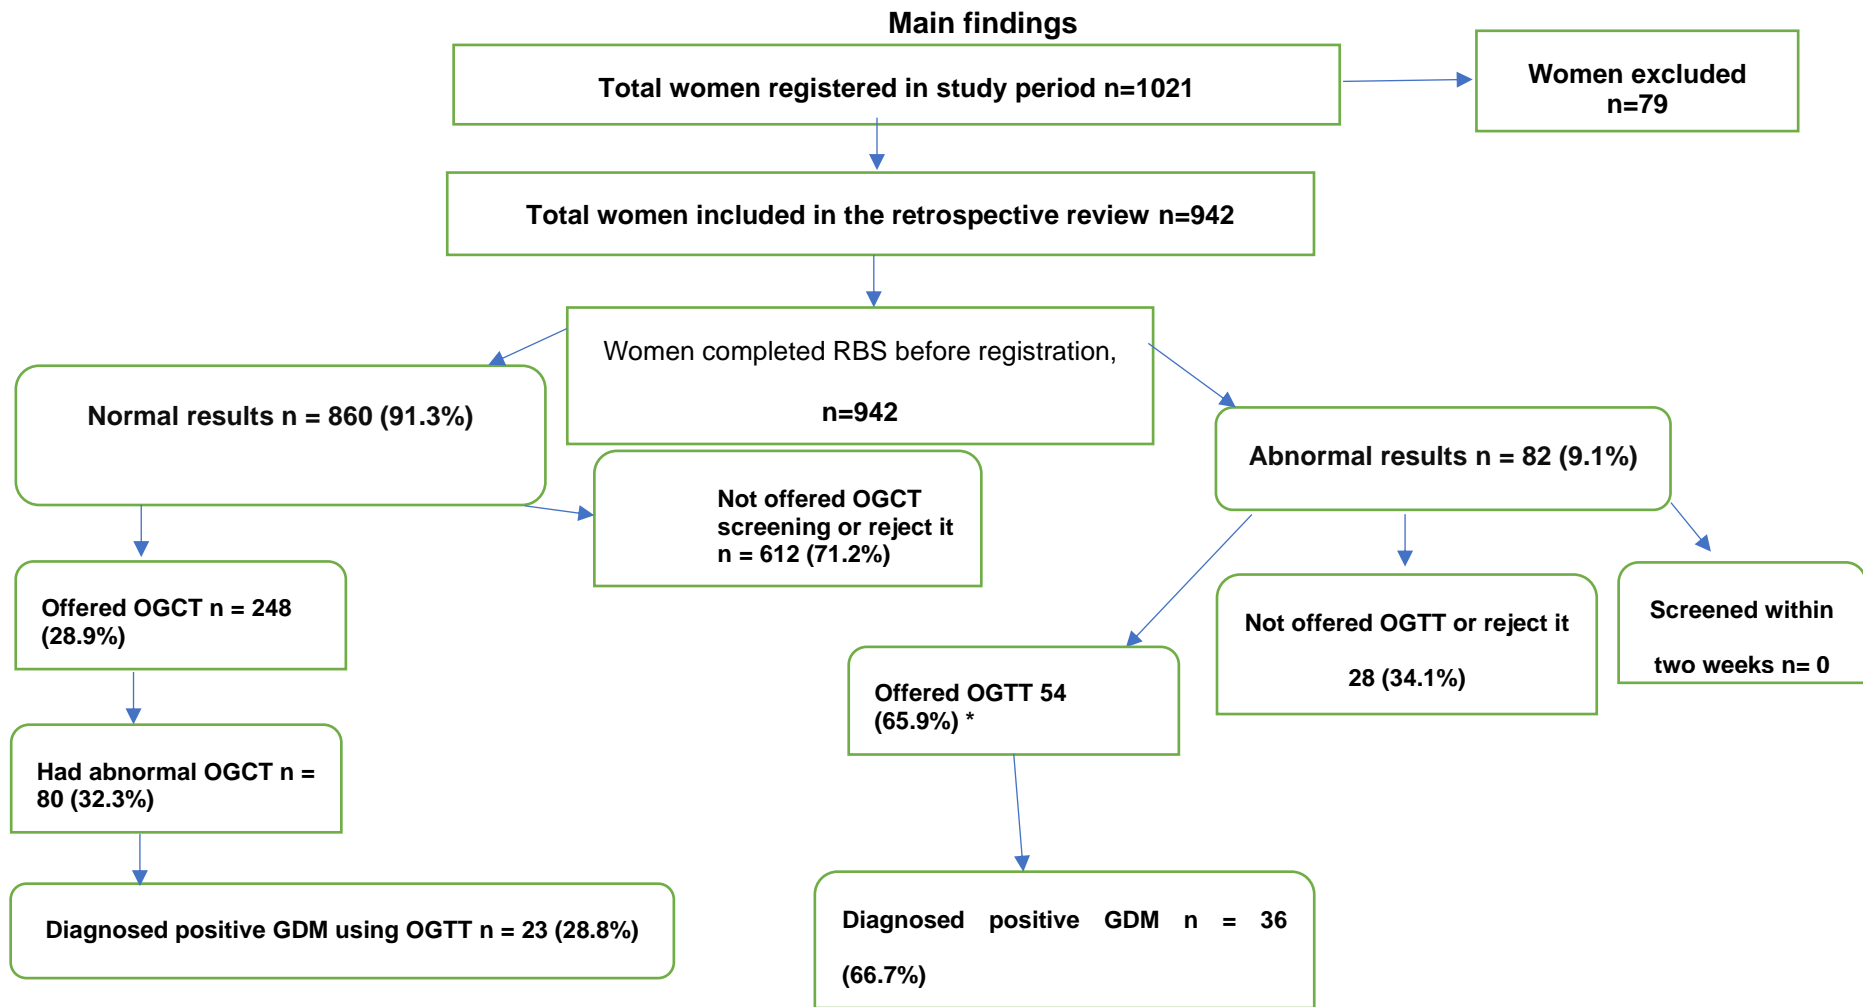 Main findings
Total women registered in study period n=1021
Women excluded
n=79
Total women included in the retrospective review n=942
Women completed RBS before registration,
n=942
Normal results n = 860 (91.3%)
Abnormal results n = 82 (9.1%)
Not offered OGCT
screening or reject it
n = 612 (71.2%)
Offered OGCT n = 248
(28.9%)
Not offered OGTT or reject it
28 (34.1%)
Screened within
two weeks n= 0
Offered OGTT 54
(65.9%) *
Had abnormal OGCT n =
80 (32.3%)
Diagnosed positive GDM using OGTT n = 23 (28.8%)
Diagnosed positive GDM n = 36
(66.7%)